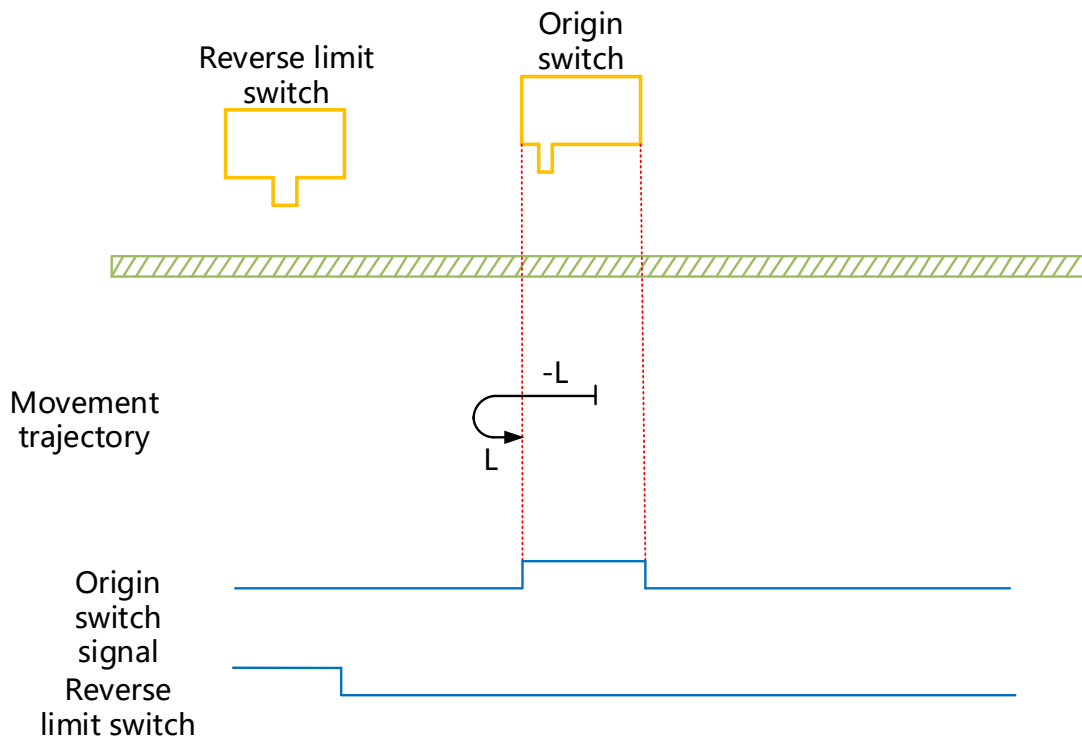 Origin
switch
Reverse limit
switch
-L
Movement
trajectory
L
Origin
switch
signal
Reverse
limit switch